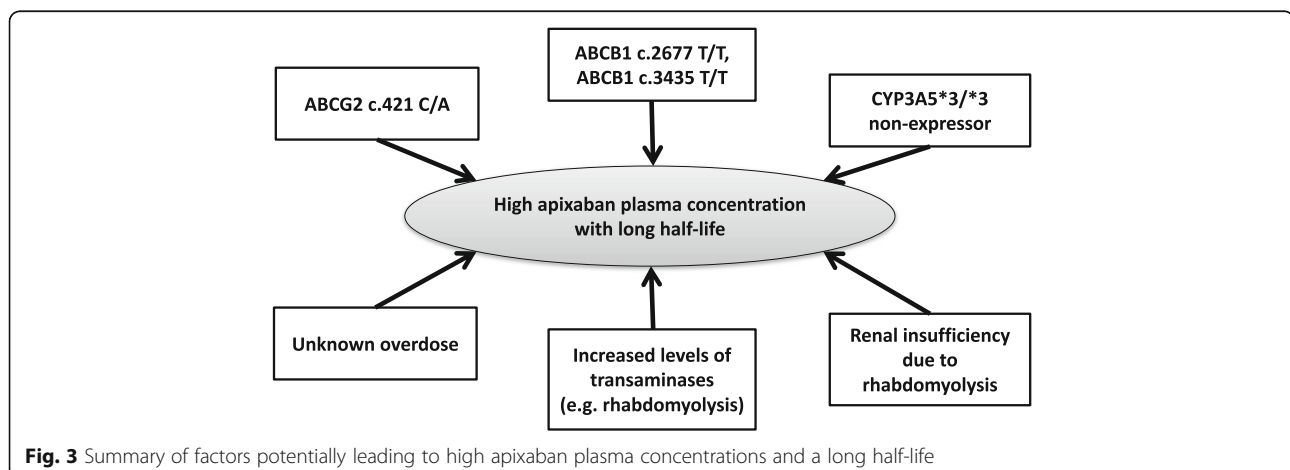 ABCB1 c.2677 T/T,
ABCB1 c.3435 T/T
ABCG2 c.421 C/A
CYP3A5*3/*3
non-expressor
High apixaban plasma concentration
with long half-life
Unknown overdose
Increased levels of
transaminases
(e.g. rhabdomyolysis)
Renal insufficiency
due to
rhabdomyolysis
Fig. 3 Summary of factors potentially leading to high apixaban plasma concentrations and a long half-life